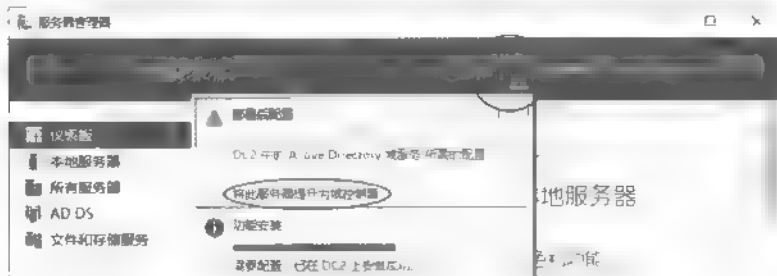 服务器管理器
部署后配置
仪表板
DC2 中的 Active Directory 域服务 所需的配置
本地服务器
所有服务器
将此服务器提升为域控制器
地服务器
AD DS
功能安装
文件和存储服务
需要配置。已在 DC2 上安装成功。